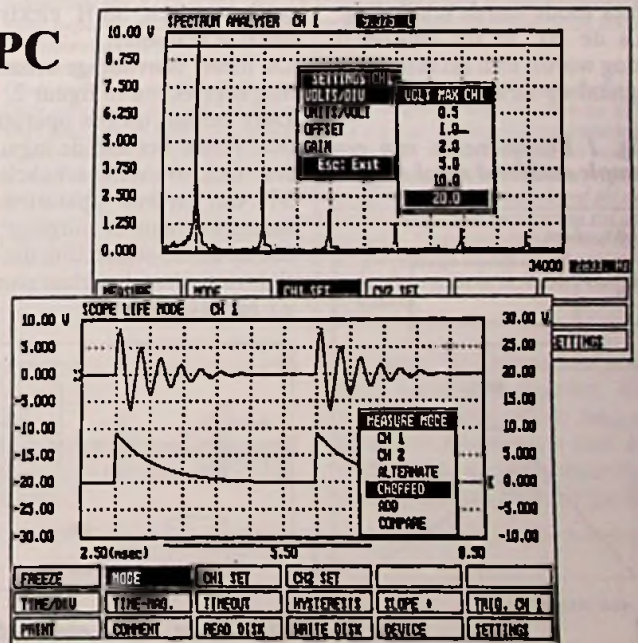 PC
SPECTRUM ANALYSER CH 1
10.00 V
8.750
7.500
6.250
5.000
3.750
2.500
1.250
0.000
SETTINGS CH1
VOLTS/DIV
UNITS/VOLT
OFFSET
GAIN
Esc: Exit
VOLT MAX CH1
0.5
1.0
2.0
5.0
10.0
20.0
34000
MEASURE MODE CH1 SET CH2 SET
SETTINGS
SCOPE LIFE MODE CH 1
10.00 V
5.000
0.000
-5.000
-10.00
-15.00
-20.00
-25.00
-30.00
30.00 V
25.00
20.00
15.00
10.00
5.000
0.000
-5.000
-10.00
MEASURE MODE
CH 1
CH 2
ALTERNATE
CHOPPED
ADD
COMPARE
2.50(msec) 5.50 8.50
FREEZE MODE CH1 SET CH2 SET
TIME/DIV TIME-MAG. TIMEOUT HYSTERESIS SLOPE + TRIG. CH 1
PRINT COMMENT READ DISK WRITE DISK DEVICE SETTINGS